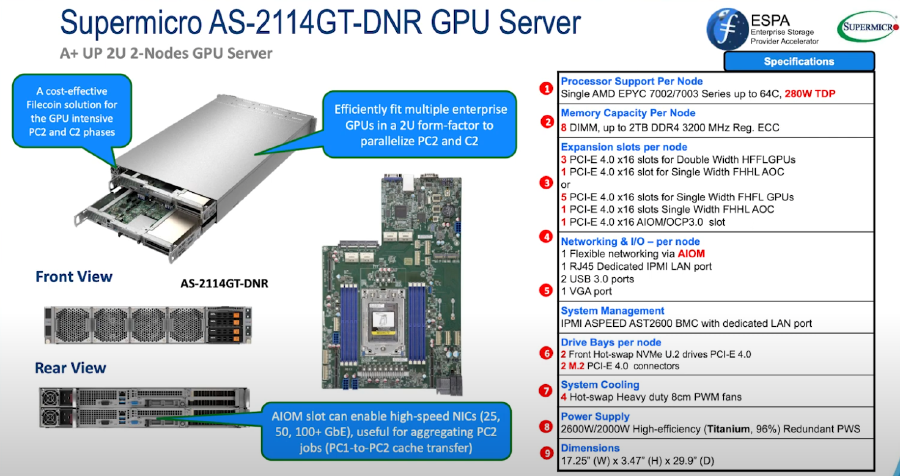 Supermicro AS-2114GT-DNR GPU Server
A+ UP 2U 2-Nodes GPU Server
ESPA
Enterprise Storage
Provider Accelerator
SUPERMICRO
A cost-effective
Filecoin solution for
the GPU intensive
PC2 and C2 phases
Efficiently fit multiple enterprise
GPUs in a 2U form-factor to
parallelize PC2 and C2
Front View
AS-2114GT-DNR
Rear View
AIOM slot can enable high-speed NICs (25,
50, 100+ GbE), useful for aggregating PC2
jobs (PC1-to-PC2 cache transfer)
Specifications
1
Processor Support Per Node
Single AMD EPYC 7002/7003 Series up to 64C, 280W TDP
2
Memory Capacity Per Node
8 DIMM, up to 2TB DDR4 3200 MHz Reg. ECC
3
Expansion slots per node
3 PCI-E 4.0 x16 slots for Double Width HFFLGPUs
1 PCI-E 4.0 x16 slot for Single Width FHHL AOC
or
5 PCI-E 4.0 x16 slot for Single Width FHFL GPUs
1 PCI-E 4.0 x16 slots Single Width FHHL AOC
1 PCI-E 4.0 x16 AIOM/OCP3.0 slot
4
Networking & I/O – per node
1 Flexible networking via AIOM
1 RJ45 Dedicated IPMI LAN port
2 USB 3.0 ports
1 VGA port
5
System Management
IPMI ASPEED AST2600 BMC with dedicated LAN port
6
Drive Bays per node
2 Front Hot-swap NVMe U.2 drives PCI-E 4.0
2 M.2 PCI-E 4.0 connectors
7
System Cooling
4 Hot-swap Heavy duty 8cm PWM fans
8
Power Supply
2600W/2000W High-efficiency (Titanium, 96%) Redundant PWS
9
Dimensions
17.25" (W) x 3.47" (H) x 29.9" (D)